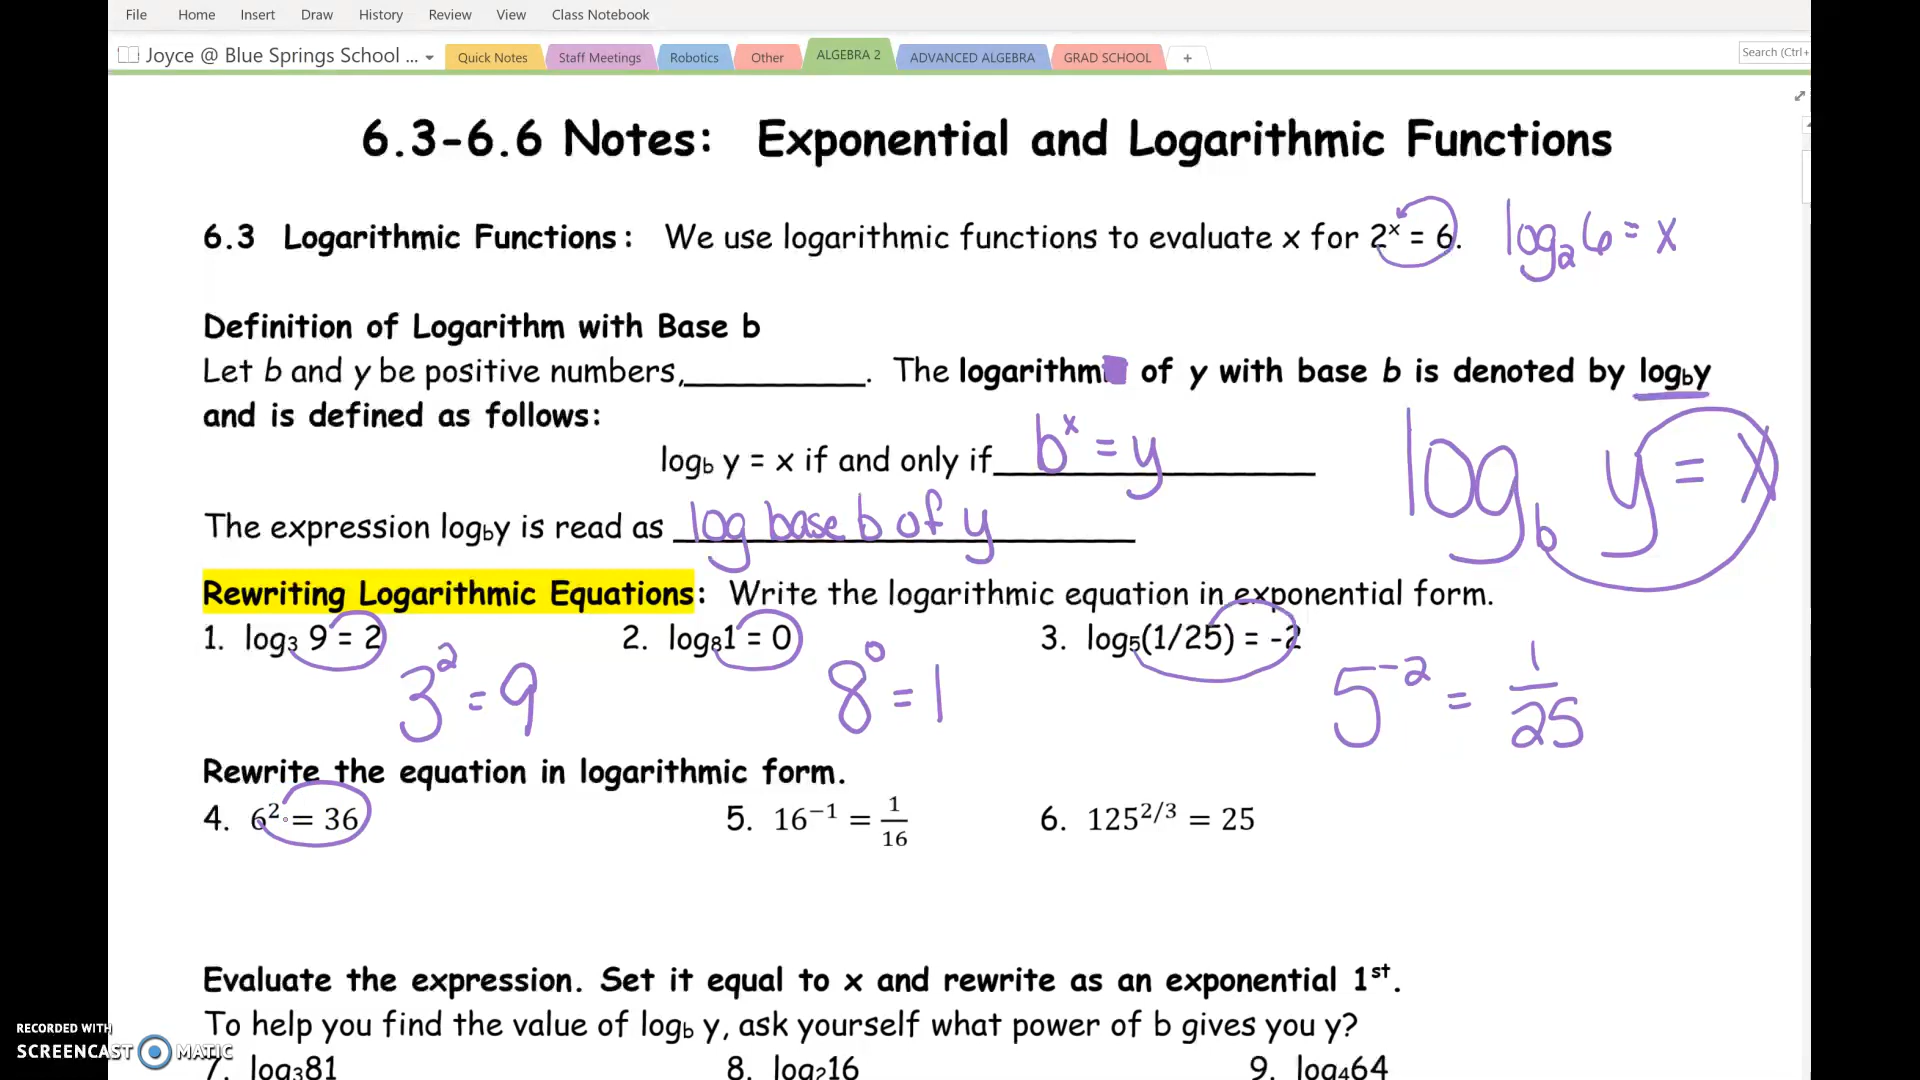 File Home Insert Draw History Review View Class Notebook
Joyce @ Blue Springs School ... Quick Notes Staff Meetings Robotics Other ALGEBRA 2 ADVANCED ALGEBRA GRAD SCHOOL + Search (Ctrl+
6.3-6.6 Notes: Exponential and Logarithmic Functions
6.3 Logarithmic Functions: We use logarithmic functions to evaluate x for 2ˣ = 6. log₂6 = x
Definition of Logarithm with Base b
Let b and y be positive numbers,__________. The logarithm of y with base b is denoted by log_b y
and is defined as follows:
log_b y = x if and only if bˣ = y log_b y = x
The expression log_b y is read as log base b of y
Rewriting Logarithmic Equations: Write the logarithmic equation in exponential form.
1. log₃ 9 = 2 2. log₈1 = 0 3. log₅(1/25) = -2
3² = 9 8⁰ = 1 5⁻² = 1/25
Rewrite the equation in logarithmic form.
4. 6² = 36 5. 16⁻¹ = 1/16 6. 125^(2/3) = 25
Evaluate the expression. Set it equal to x and rewrite as an exponential 1ˢᵗ.
To help you find the value of log_b y, ask yourself what power of b gives you y?
7. log₃81 8. log₂16 9. log₄64
RECORDED WITH
SCREENCAST MATIC